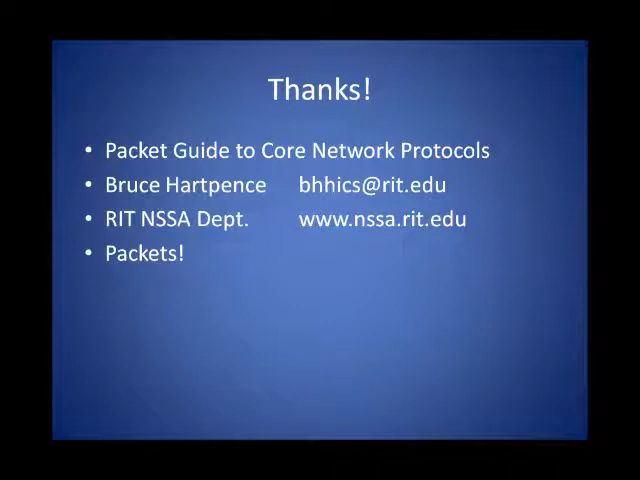 Thanks!
• Packet Guide to Core Network Protocols
• Bruce Hartpence bhhics@rit.edu
• RIT NSSA Dept. www.nssa.rit.edu
• Packets!